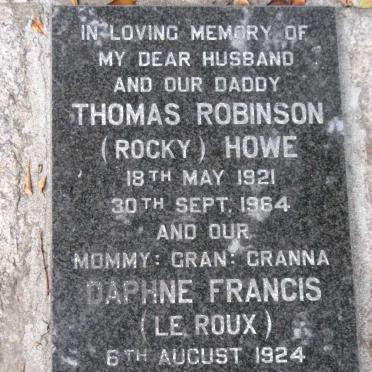 IN LOVING MEMORY OF
MY DEAR HUSBAND
AND OUR DADDY
THOMAS ROBINSON
(ROCKY) HOWE
18TH MAY 1921
30TH SEPT. 1964
AND OUR
MOMMY: GRAN: GRANNA
DAPHNE FRANCIS
(LE ROUX)
6TH AUGUST 1924